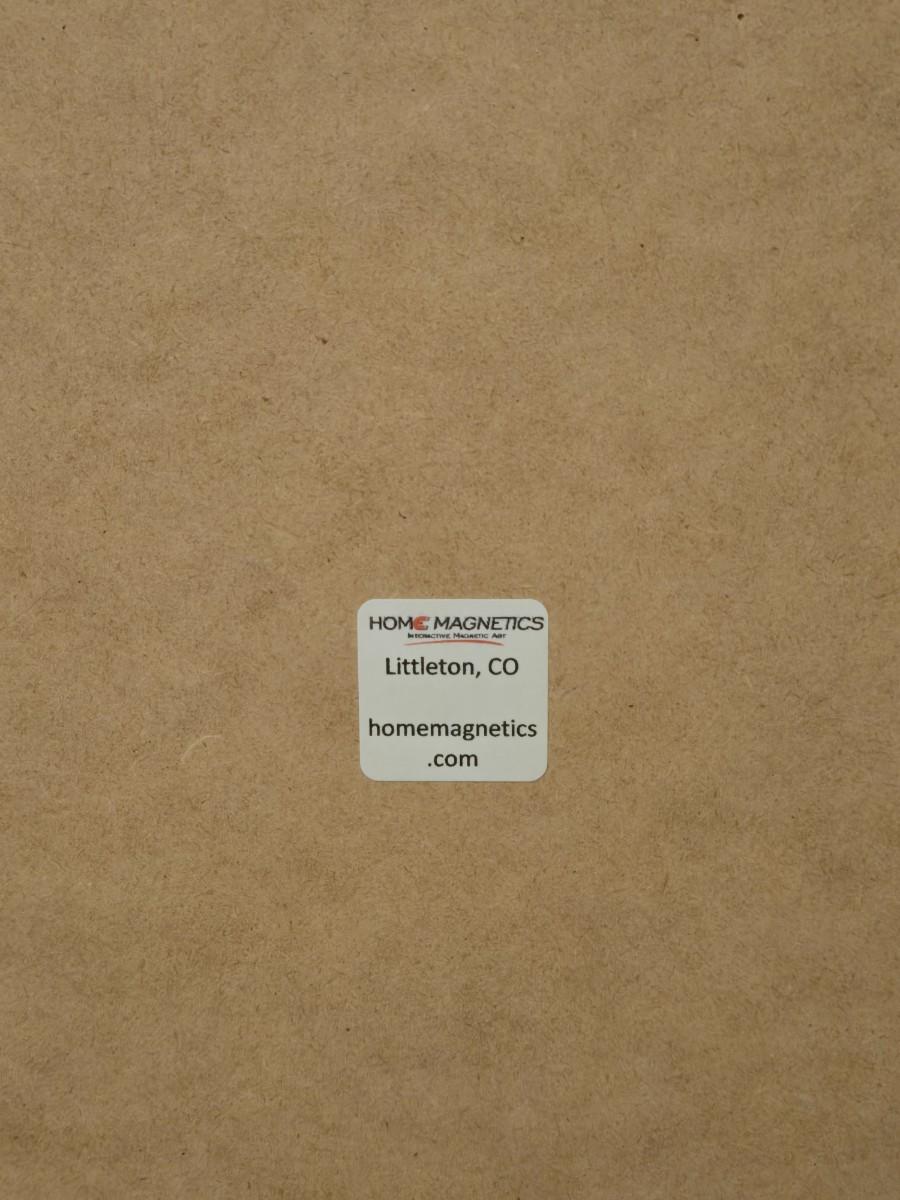 HOME MAGNETICS
INTERACTIVE MAGNETIC ART
Littleton, CO
homemagnetics
.com